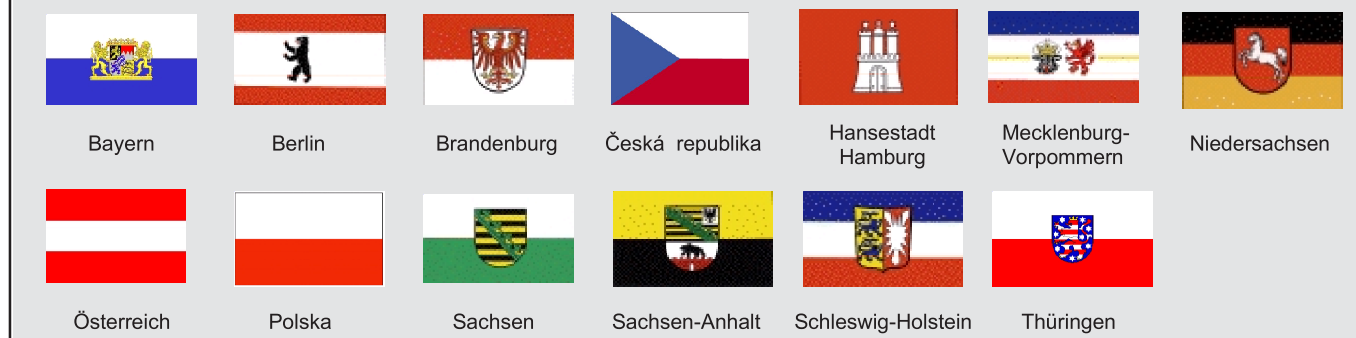 Bayern
Berlin
Brandenburg
Česká republika
Hansestadt
Hamburg
Mecklenburg-
Vorpommern
Niedersachsen
Österreich
Polska
Sachsen
Sachsen-Anhalt
Schleswig-Holstein
Thüringen